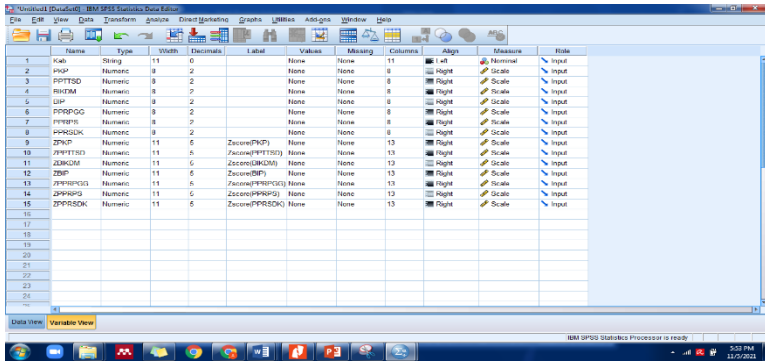 *Untitled1 [DataSet0] - IBM SPSS Statistics Data Editor
File Edit View Data Transform Analyze Direct Marketing Graphs Utilities Add-ons Window Help
Name Type Width Decimals Label Values Missing Columns Align Measure Role
1 Kab String 11 0 None None 11 Left Nominal Input
2 PKP Numeric 8 2 None None 8 Right Scale Input
3 PPTTSD Numeric 8 2 None None 8 Right Scale Input
4 BIKDM Numeric 8 2 None None 8 Right Scale Input
5 BIP Numeric 8 2 None None 8 Right Scale Input
6 PPRPGG Numeric 8 2 None None 8 Right Scale Input
7 PPRPS Numeric 8 2 None None 8 Right Scale Input
8 PPRSDK Numeric 8 2 None None 8 Right Scale Input
9 ZPKP Numeric 11 5 Zscore(PKP) None None 13 Right Scale Input
10 ZPPTTSD Numeric 11 5 Zscore(PPTTSD) None None 13 Right Scale Input
11 ZBIKDM Numeric 11 5 Zscore(BIKDM) None None 13 Right Scale Input
12 ZBIP Numeric 11 5 Zscore(BIP) None None 13 Right Scale Input
13 ZPPRPGG Numeric 11 5 Zscore(PPRPGG) None None 13 Right Scale Input
14 ZPPRPS Numeric 11 5 Zscore(PPRPS) None None 13 Right Scale Input
15 ZPPRSDK Numeric 11 5 Zscore(PPRSDK) None None 13 Right Scale Input
16
17
18
19
20
21
22
23
24
Data View Variable View
IBM SPSS Statistics Processor is ready
5:53 PM
11/5/2021